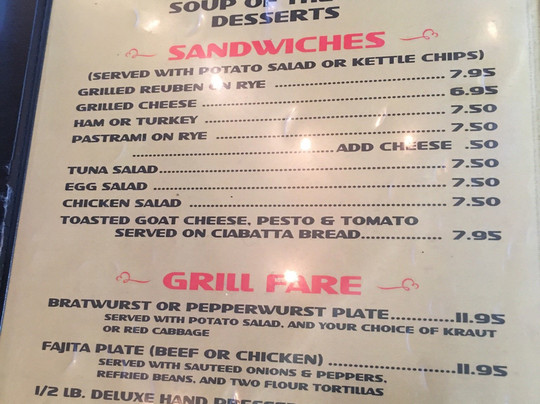 SOUP OF THE
DESSERTS
SANDWICHES
(SERVED WITH POTATO SALAD OR KETTLE CHIPS)
GRILLED REUBEN ON RYE 7.95
GRILLED CHEESE 6.95
HAM OR TURKEY 7.50
PASTRAMI ON RYE 7.50
ADD CHEESE .50
TUNA SALAD 7.50
EGG SALAD 7.50
CHICKEN SALAD 7.50
TOASTED GOAT CHEESE, PESTO & TOMATO
SERVED ON CIABATTA BREAD 7.95
GRILL FARE
BRATWURST OR PEPPERWURST PLATE 11.95
SERVED WITH POTATO SALAD, AND YOUR CHOICE OF KRAUT
OR RED CABBAGE
FAJITA PLATE (BEEF OR CHICKEN) 11.95
SERVED WITH SAUTEED ONIONS & PEPPERS,
REFRIED BEANS, AND TWO FLOUR TORTILLAS
1/2 LB. DELUXE HAND